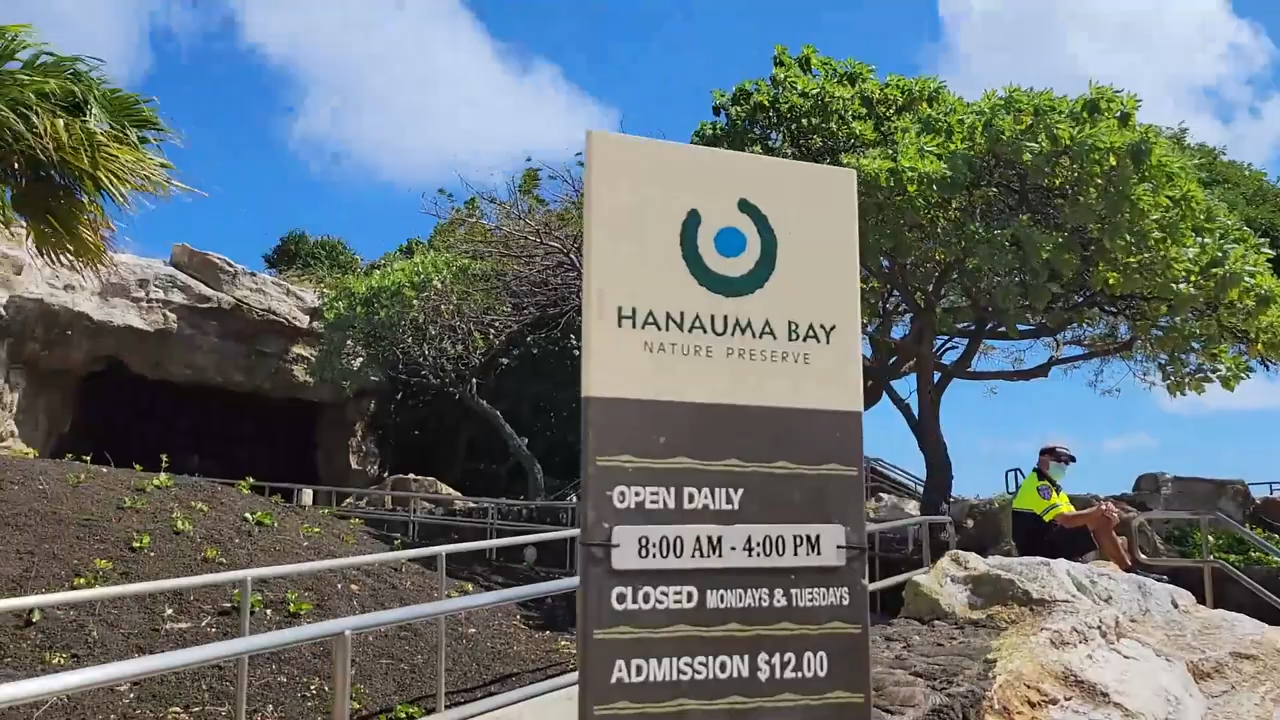 HANAUMA BAY
NATURE PRESERVE
OPEN DAILY
8:00 AM - 4:00 PM
CLOSED MONDAYS & TUESDAYS
ADMISSION $12.00